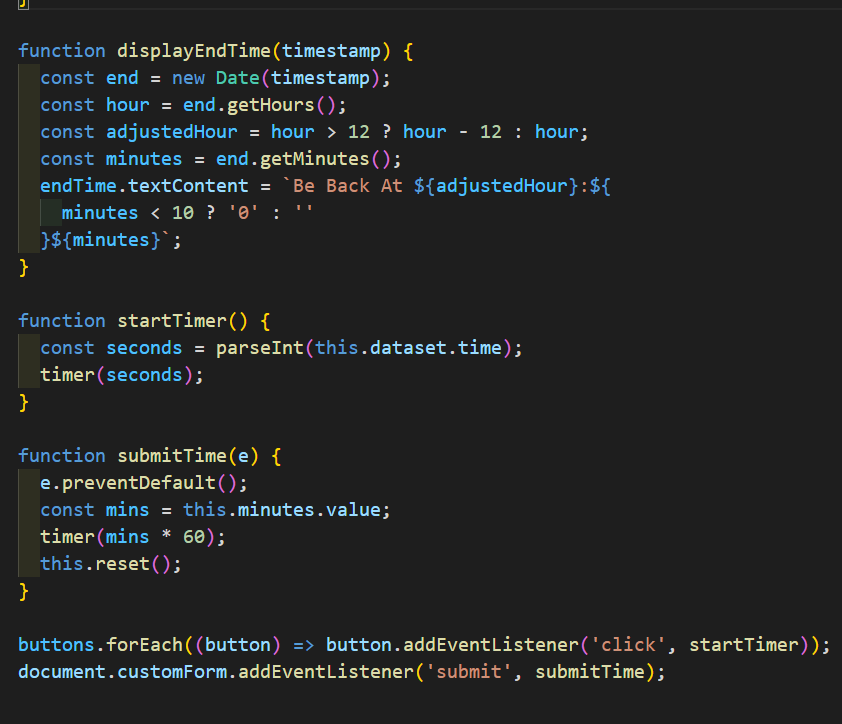 }
function displayEndTime(timestamp) {
  const end = new Date(timestamp);
  const hour = end.getHours();
  const adjustedHour = hour > 12 ? hour - 12 : hour;
  const minutes = end.getMinutes();
  endTime.textContent = `Be Back At ${adjustedHour}:${
    minutes < 10 ? '0' : ''
  }${minutes}`;
}
function startTimer() {
  const seconds = parseInt(this.dataset.time);
  timer(seconds);
}
function submitTime(e) {
  e.preventDefault();
  const mins = this.minutes.value;
  timer(mins * 60);
  this.reset();
}
buttons.forEach((button) => button.addEventListener('click', startTimer));
document.customForm.addEventListener('submit', submitTime);